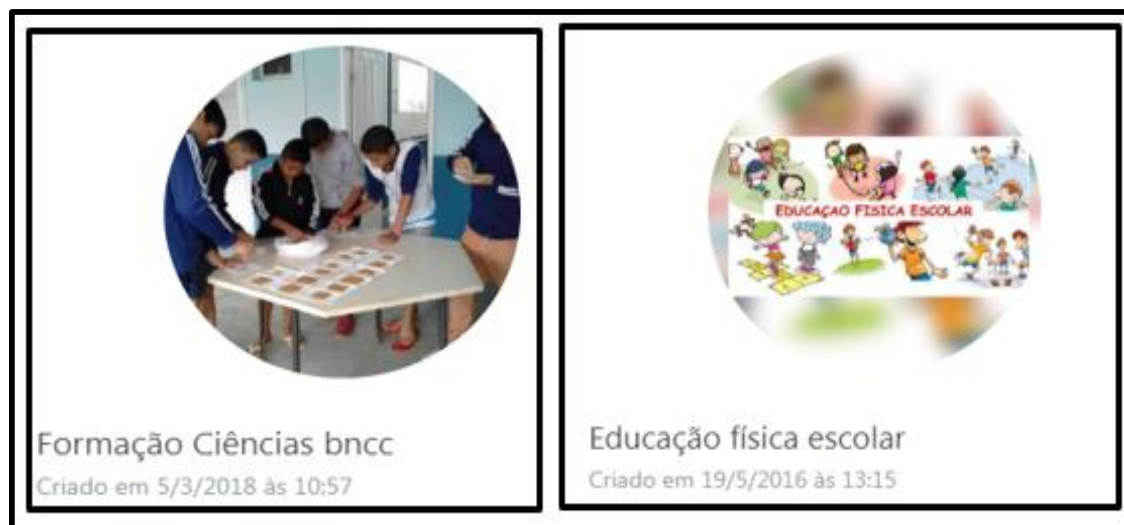 Formação Ciências bncc
Criado em 5/3/2018 às 10:57
EDUCAÇAO FISICA ESCOLAR
Educação física escolar
Criado em 19/5/2016 às 13:15